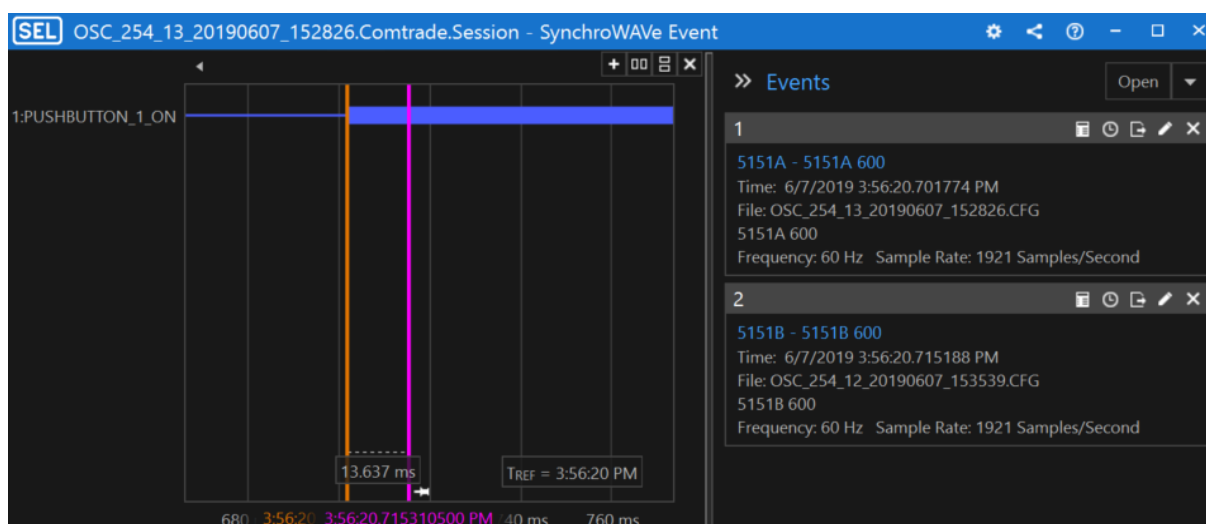 SEL OSC_254_13_20190607_152826.Comtrade.Session - SynchroWAVe Event
1:PUSHBUTTON_1_ON
13.637 ms
TREF = 3:56:20 PM
680 3:56:20 3:56:20.715310500 PM 40 ms 760 ms
Events
Open
1
5151A - 5151A 600
Time: 6/7/2019 3:56:20.701774 PM
File: OSC_254_13_20190607_152826.CFG
5151A 600
Frequency: 60 Hz Sample Rate: 1921 Samples/Second
2
5151B - 5151B 600
Time: 6/7/2019 3:56:20.715188 PM
File: OSC_254_12_20190607_153539.CFG
5151B 600
Frequency: 60 Hz Sample Rate: 1921 Samples/Second